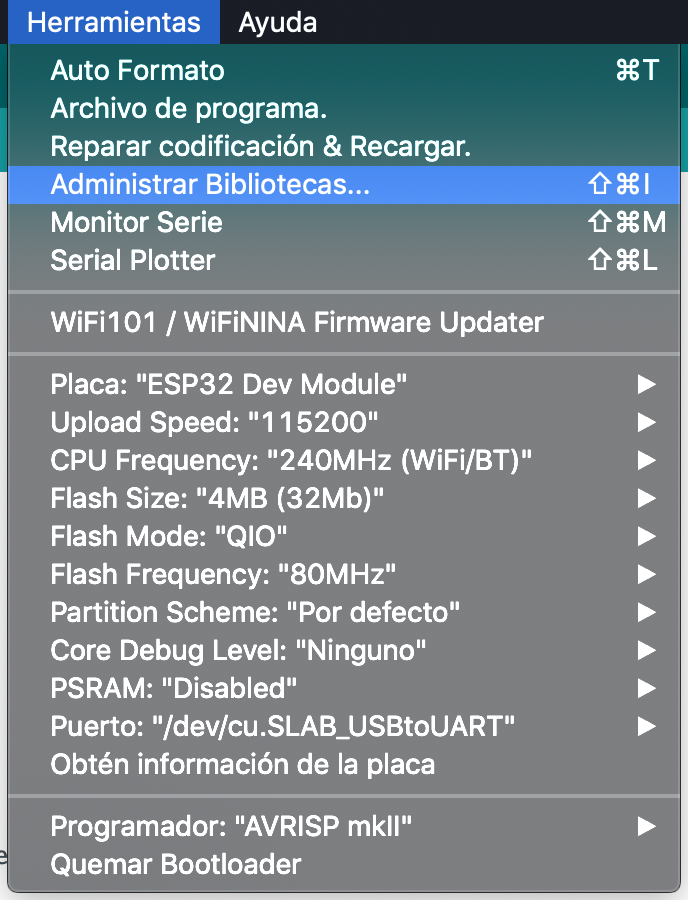 Herramientas Ayuda
Auto Formato ⌘T
Archivo de programa.
Reparar codificación & Recargar.
Administrar Bibliotecas... ⇧⌘I
Monitor Serie ⇧⌘M
Serial Plotter ⇧⌘L
WiFi101 / WiFiNINA Firmware Updater
Placa: "ESP32 Dev Module" ▶
Upload Speed: "115200" ▶
CPU Frequency: "240MHz (WiFi/BT)" ▶
Flash Size: "4MB (32Mb)" ▶
Flash Mode: "QIO" ▶
Flash Frequency: "80MHz" ▶
Partition Scheme: "Por defecto" ▶
Core Debug Level: "Ninguno" ▶
PSRAM: "Disabled" ▶
Puerto: "/dev/cu.SLAB_USBtoUART" ▶
Obtén información de la placa
Programador: "AVRISP mkII" ▶
Quemar Bootloader